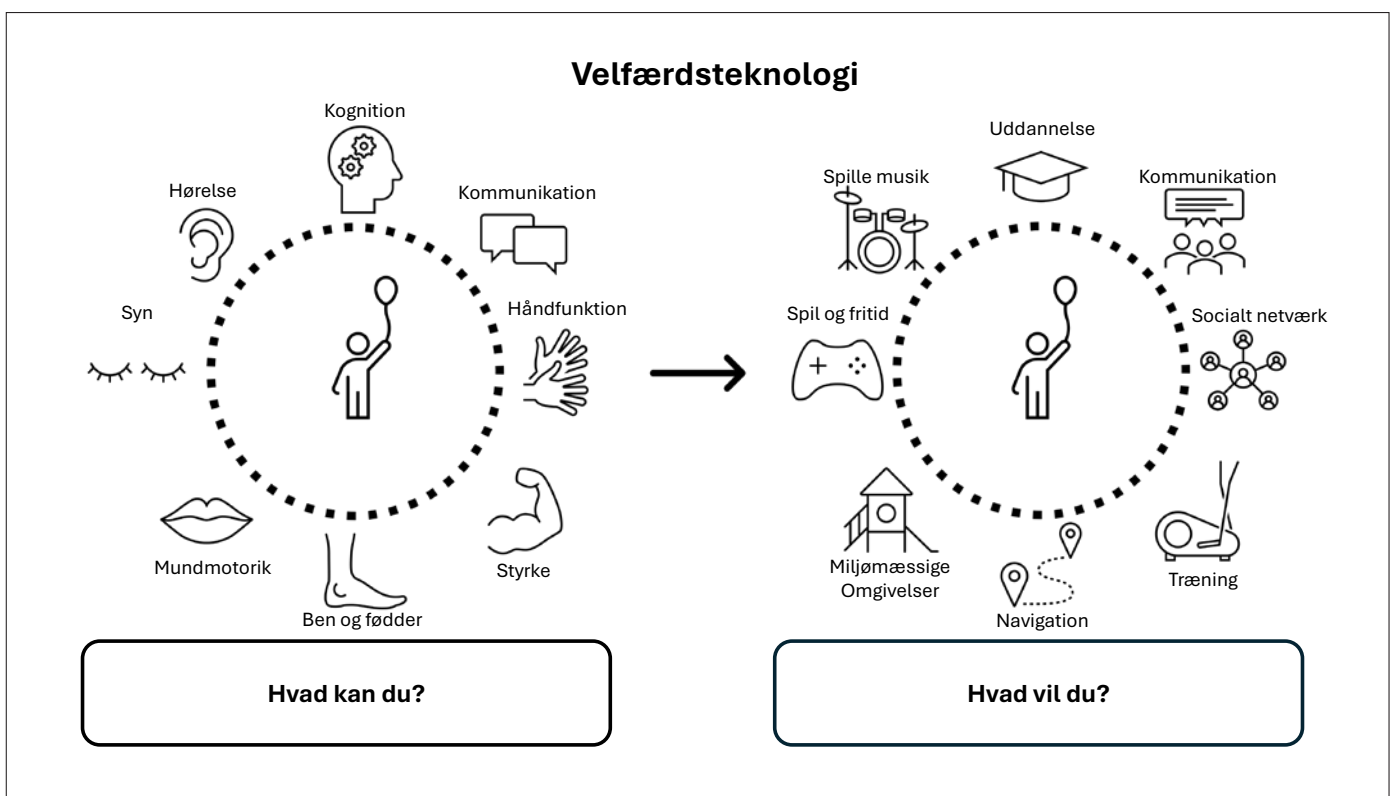 Velfærdsteknologi
Kognition
Hørelse
Kommunikation
Syn
Håndfunktion
Mundmotorik
Styrke
Ben og fødder
Hvad kan du?
Uddannelse
Spille musik
Kommunikation
Spil og fritid
Socialt netværk
Miljømæssige
Omgivelser
Træning
Navigation
Hvad vil du?